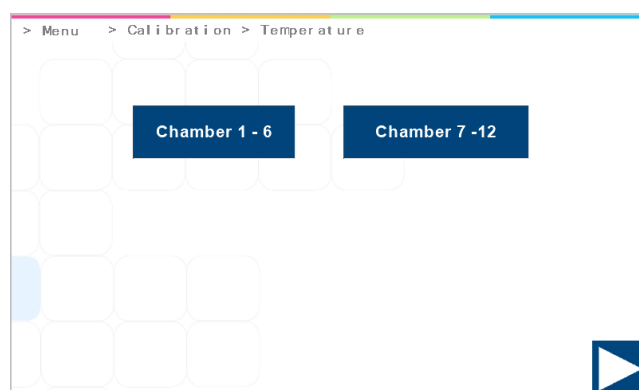 > Menu > Calibration > Temperature
Chamber 1 - 6
Chamber 7 -12